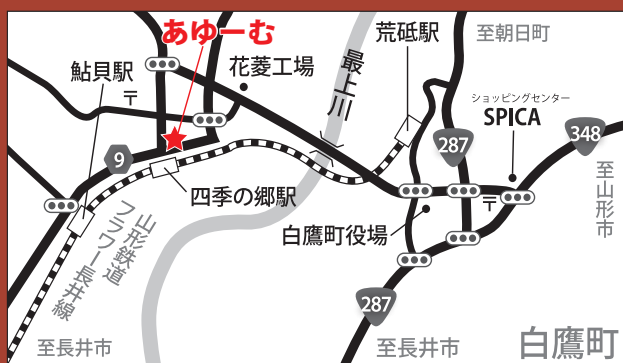 あゆーむ
荒砥駅
至朝日町
鮎貝駅
〒
花菱工場
最上川
ショッピングセンター
SPICA
287
348
9
至山形市
四季の郷駅
〒
白鷹町役場
山形鉄道
フラワー長井線
287
至長井市
至長井市
白鷹町